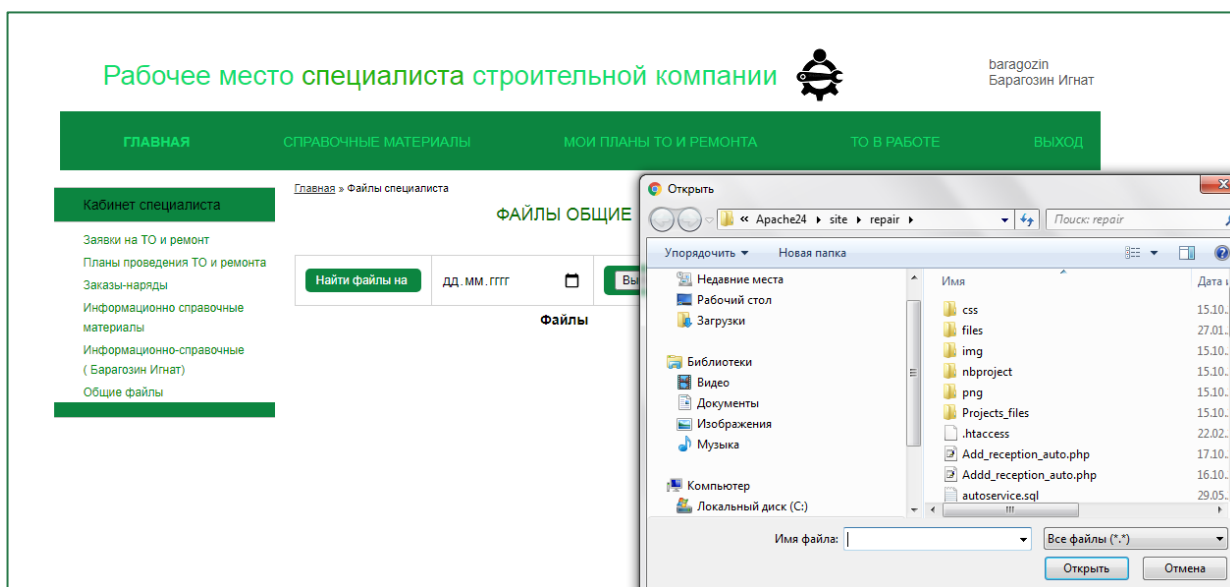 Рабочее место специалиста строительной компании
baragozin
Барагозин Игнат
ГЛАВНАЯ СПРАВОЧНЫЕ МАТЕРИАЛЫ МОИ ПЛАНЫ ТО И РЕМОНТА ТО В РАБОТЕ ВЫХОД
Кабинет специалиста
Заявки на ТО и ремонт
Планы проведения ТО и ремонта
Заказы-наряды
Информационно справочные
материалы
Информационно-справочные
( Барагозин Игнат)
Общие файлы
Главная » Файлы специалиста
ФАЙЛЫ ОБЩИЕ
Найти файлы на дд.мм.гггг Вы
Файлы
Открыть
« Apache24 site repair Поиск: repair
Упорядочить Новая папка
Недавние места
Рабочий стол
Загрузки
Библиотеки
Видео
Документы
Изображения
Музыка
Компьютер
Локальный диск (C:)
Имя Дата
css 15.10..
files 27.01..
img 15.10..
nbproject 15.10..
png 15.10..
Projects_files 15.10..
.htaccess 22.02..
Add_reception_auto.php 17.10..
Addd_reception_auto.php 16.10..
autoservice.sql 29.05..
Имя файла: Все файлы (*.*)
Открыть Отмена